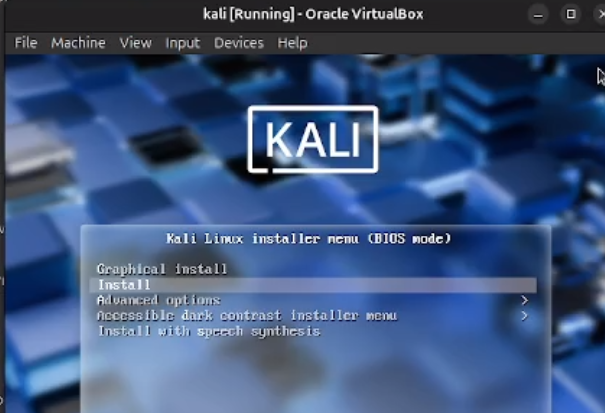 kali [Running] - Oracle VirtualBox
File Machine View Input Devices Help
KALI
Kali Linux installer menu (BIOS mode)
Graphical install
Install
Advanced options >
Accessible dark contrast installer menu >
Install with speech synthesis